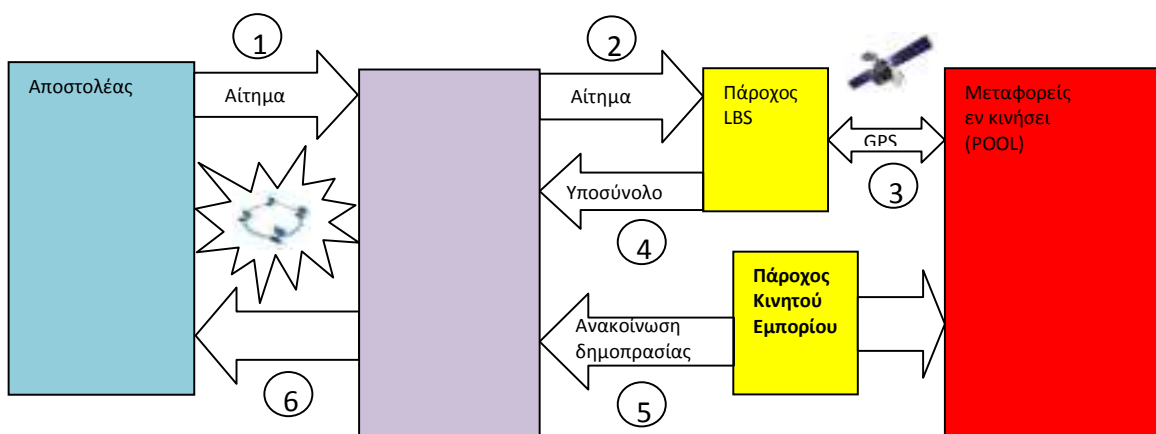 1
2
Αποστολέας
Αίτημα
Αίτημα
Πάροχος
LBS
GPS
Μεταφορείς
εν κινήσει
(POOL)
3
Υποσύνολο
4
Πάροχος
Κινητού
Εμπορίου
Ανακοίνωση
δημοπρασίας
5
6